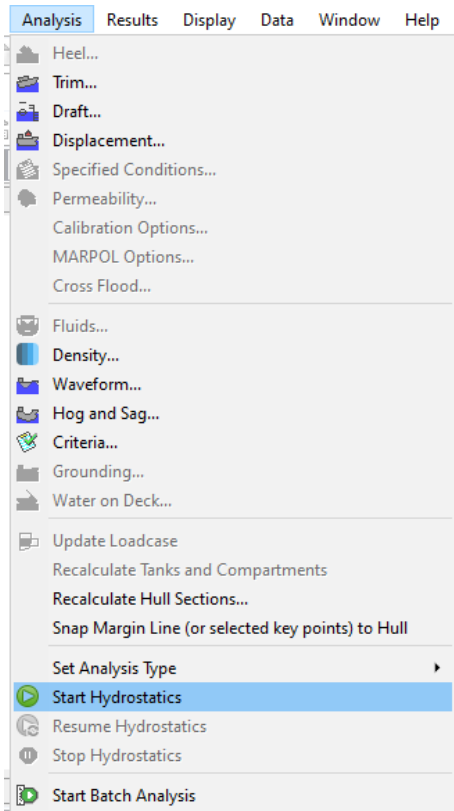 Analysis Results Display Data Window Help
Heel...
Trim...
Draft...
Displacement...
Specified Conditions...
Permeability...
Calibration Options...
MARPOL Options...
Cross Flood...
Fluids...
Density...
Waveform...
Hog and Sag...
Criteria...
Grounding...
Water on Deck...
Update Loadcase
Recalculate Tanks and Compartments
Recalculate Hull Sections...
Snap Margin Line (or selected key points) to Hull
Set Analysis Type
Start Hydrostatics
Resume Hydrostatics
Stop Hydrostatics
Start Batch Analysis